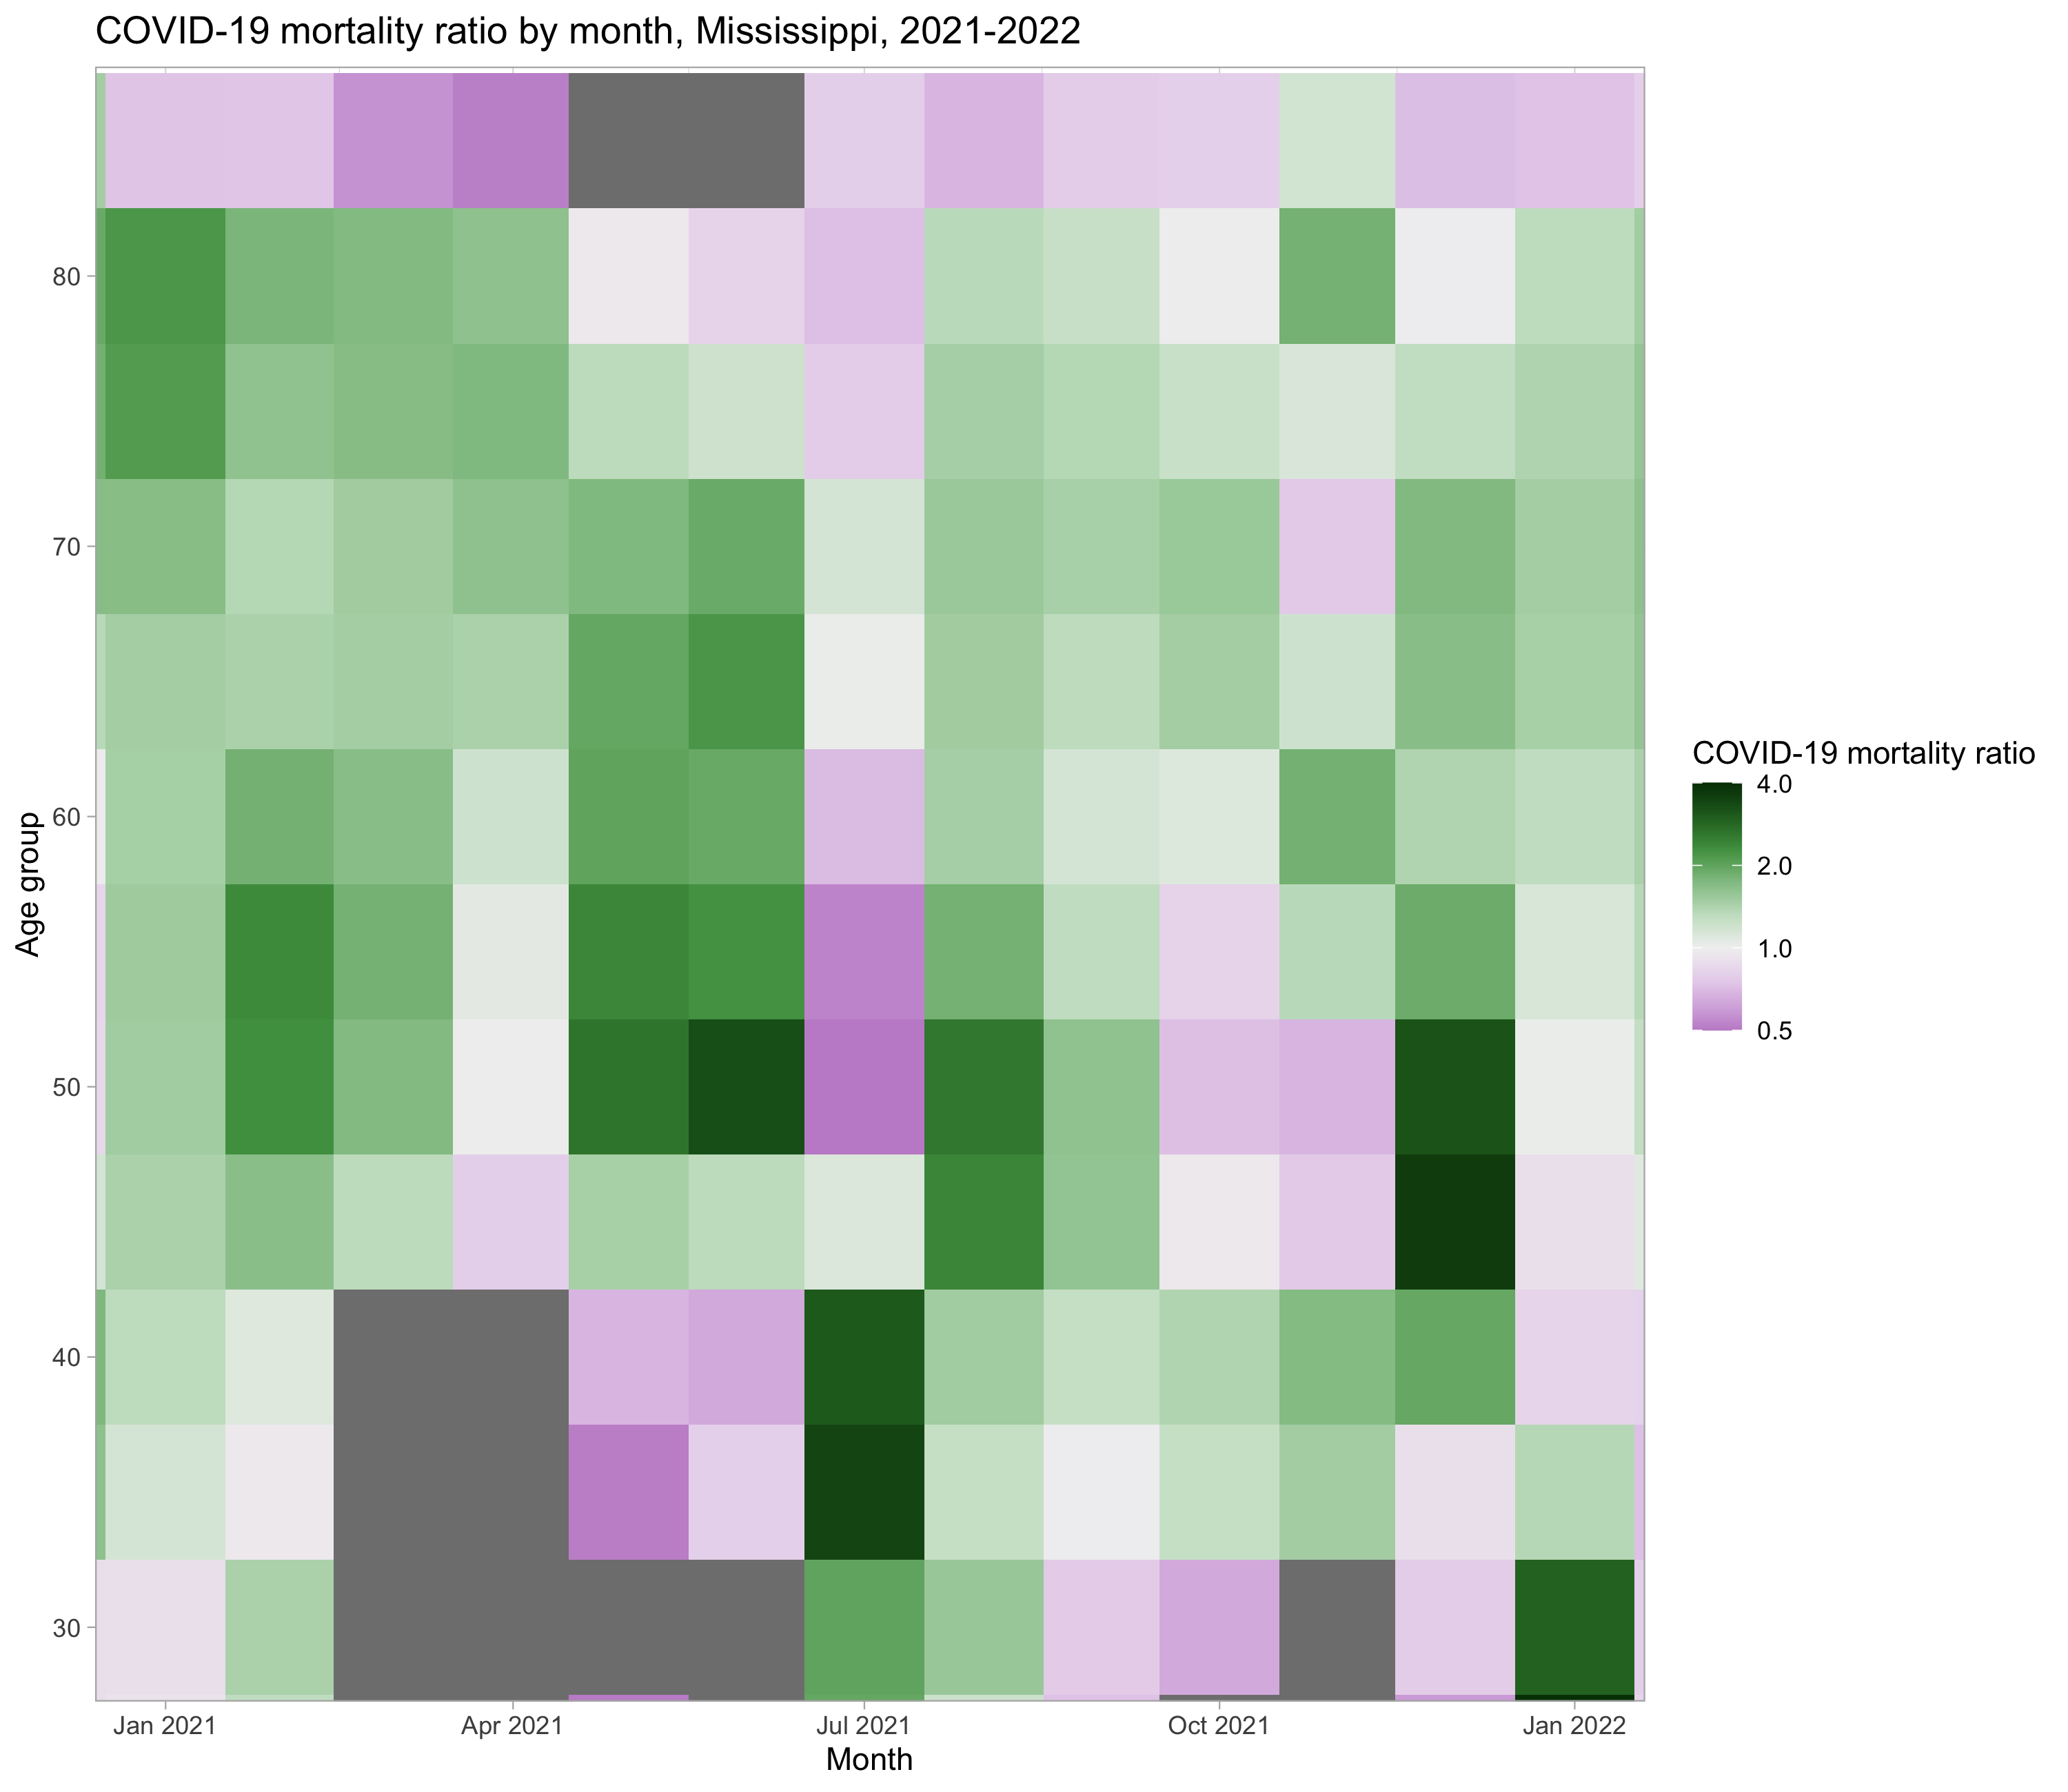 COVID-19 mortality ratio by month, Mississippi, 2021-2022
80
70
60
50
40
30
Age group
Jan 2021
Apr 2021
Jul 2021
Oct 2021
Jan 2022
Month
COVID-19 mortality ratio
4.0
2.0
1.0
0.5